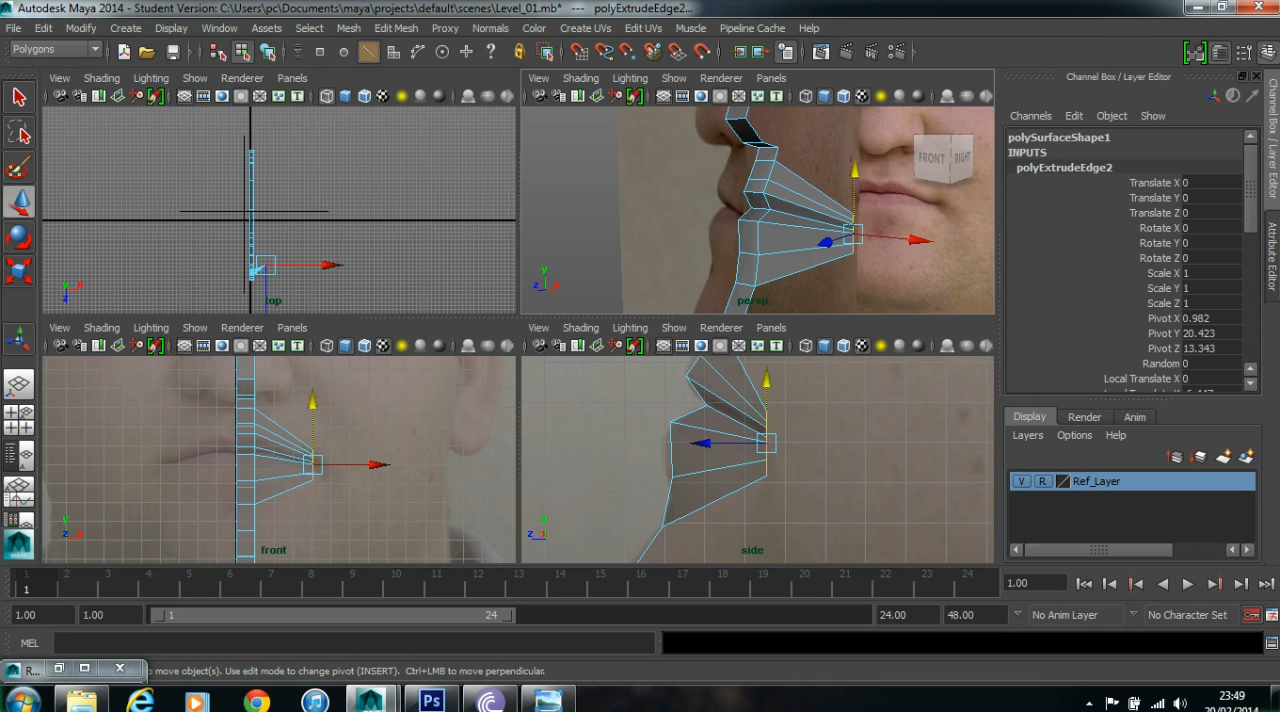 Autodesk Maya 2014 - Student Version: C:\Users\pc\Documents\maya\projects\default\scenes\Level_01.mb* --- polyExtrudeEdge2...
File Edit Modify Create Display Window Assets Select Mesh Edit Mesh Proxy Normals Color Create UVs Edit UVs Muscle Pipeline Cache Help
Polygons
View Shading Lighting Show Renderer Panels
View Shading Lighting Show Renderer Panels
Channel Box / Layer Editor
Channels Edit Object Show
polySurfaceShape1
INPUTS
polyExtrudeEdge2
Translate X 0
Translate Y 0
Translate Z 0
Rotate X 0
Rotate Y 0
Rotate Z 0
Scale X 1
Scale Y 1
Scale Z 1
Pivot X 0.982
Pivot Y 20.423
Pivot Z 13.343
Random 0
Local Translate X 0
Channel Box / Layer Editor
Attribute Editor
FRONT RIGHT
y
x
z
top
y
z
persp
View Shading Lighting Show Renderer Panels
View Shading Lighting Show Renderer Panels
y
z x
front
y
z x
side
Display Render Anim
Layers Options Help
V R Ref_Layer
1 2 3 4 5 6 7 8 9 10 11 12 13 14 15 16 17 18 19 20 21 22 23 24
1
1.00
1.00 1.00 1 24 24.00 48.00 No Anim Layer No Character Set
MEL
R...
to move object(s). Use edit mode to change pivot (INSERT). Ctrl+LMB to move perpendicular.
Ps
23:49
20/02/2014